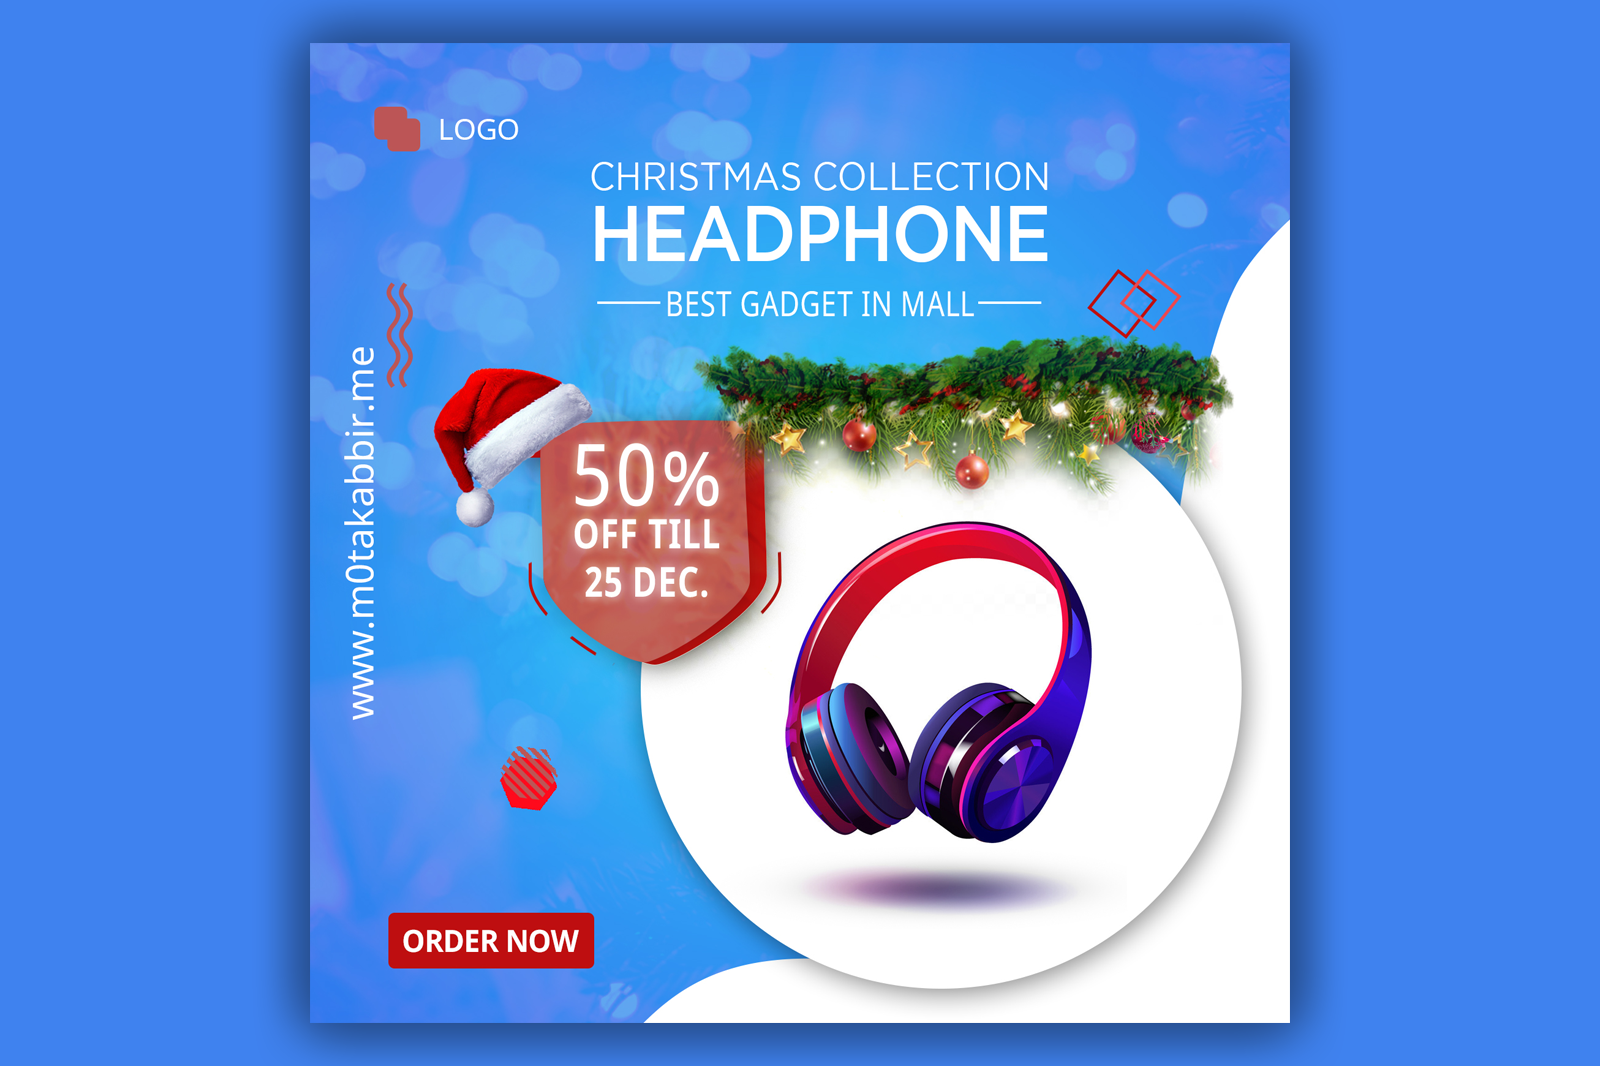 LOGO
CHRISTMAS COLLECTION
HEADPHONE
BEST GADGET IN MALL
www.m0takabbir.me
50%
OFF TILL
25 DEC.
ORDER NOW